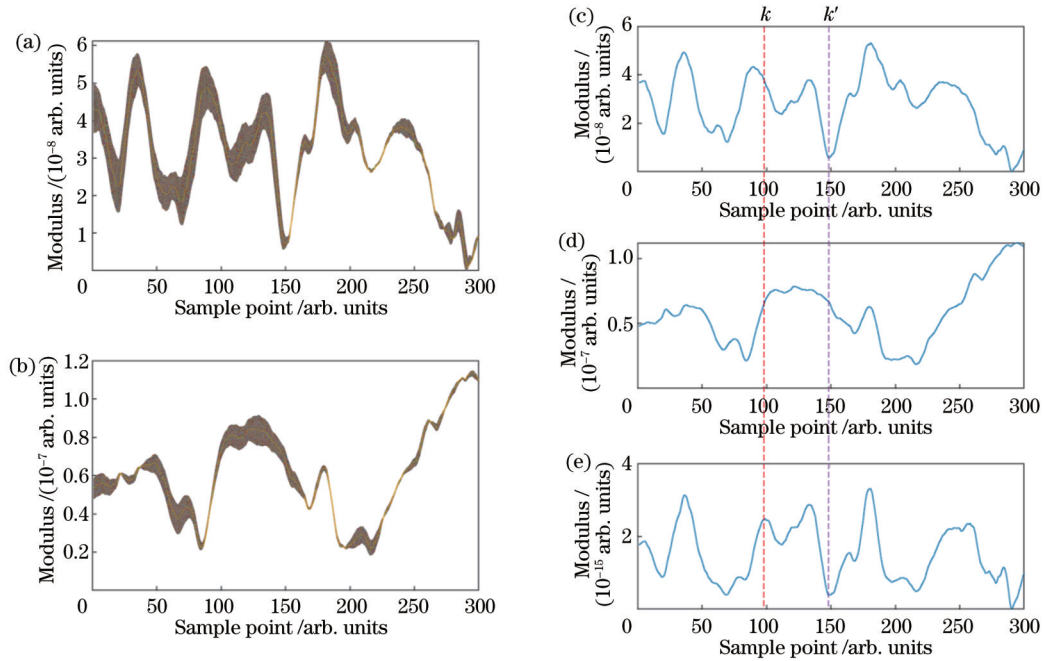 (a)
Modulus /(10⁻⁸ arb. units)
6
5
4
3
2
1
0 50 100 150 200 250 300
Sample point /arb. units
(b)
Modulus /(10⁻⁷ arb. units)
1.2
1.0
0.8
0.6
0.4
0.2
0 50 100 150 200 250 300
Sample point /arb. units
k k′
(c)
Modulus /
(10⁻⁸ arb. units)
6
4
2
0 50 100 150 200 250 300
Sample point /arb. units
(d)
Modulus /
(10⁻⁷ arb. units)
1.0
0.5
0 50 100 150 200 250 300
Sample point /arb. units
(e)
Modulus /
(10⁻¹⁵ arb. units)
4
2
0 50 100 150 200 250 300
Sample point /arb. units